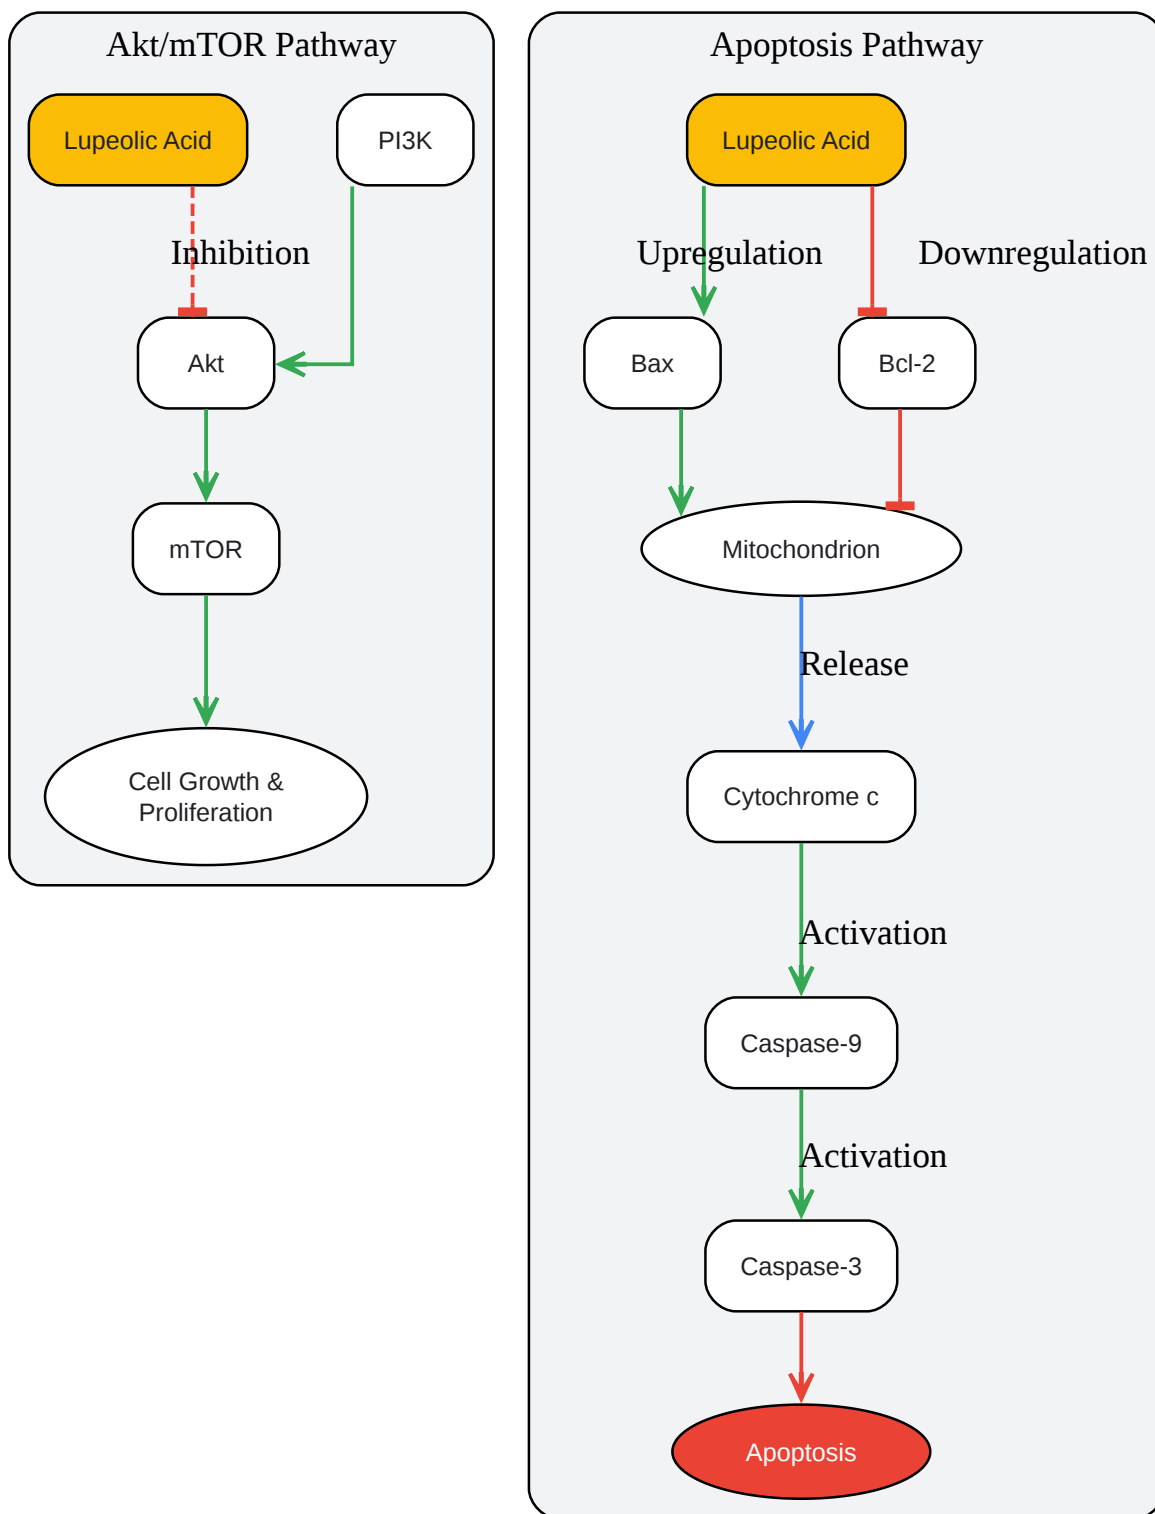 Akt/mTOR Pathway
Lupeolic Acid
PI3K
Inhibition
Akt
mTOR
Cell Growth &
Proliferation
Apoptosis Pathway
Lupeolic Acid
Upregulation
Downregulation
Bax
Bcl-2
Mitochondrion
Release
Cytochrome c
Activation
Caspase-9
Activation
Caspase-3
Apoptosis